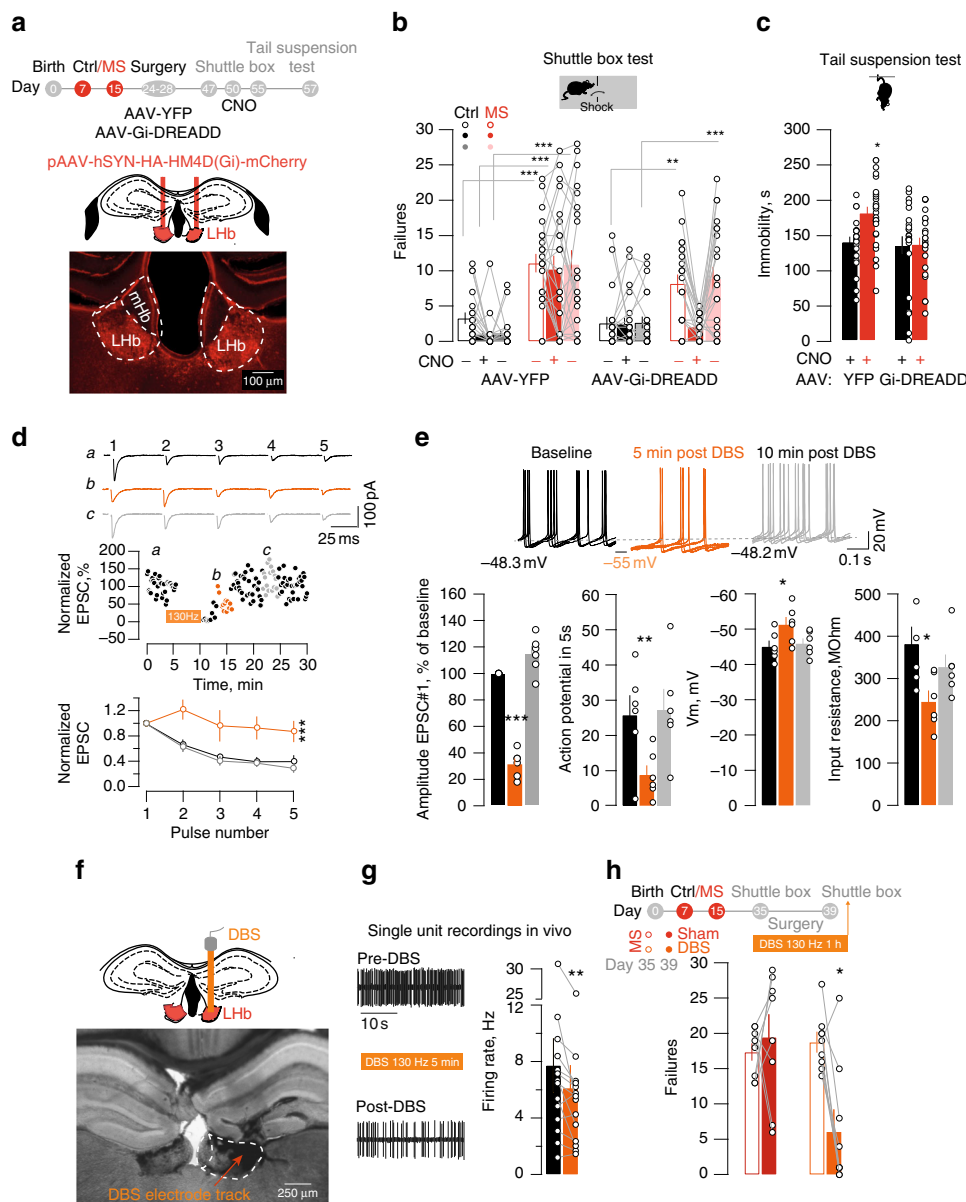 a
Birth Ctrl/MS Surgery Shuttle box Tail suspension test
Day 0 7 15 24-28 47 50 55 57
CNO
AAV-YFP
AAV-Gi-DREADD
pAAV-hSYN-HA-HM4D(Gi)-mCherry
LHb
mHb
LHb LHb
100 µm
b
Shuttle box test
Shock
Ctrl MS
*** *** *** ** ***
Failures
30
25
20
15
10
5
0
CNO − + − − + − − + − − + −
AAV-YFP AAV-Gi-DREADD
c
Tail suspension test
*
Immobility, s
300
250
200
150
100
50
0
CNO + + + +
AAV: YFP Gi-DREADD
d
1 2 3 4 5
a
b
c
100 pA
25 ms
Normalized EPSC, %
200
150
100
50
0
−50
a b c
130Hz
0 5 10 15 20 25 30
Time, min
Normalized EPSC
1.2
0.8
0.4
0.0
***
1 2 3 4 5
Pulse number
e
Baseline 5 min post DBS 10 min post DBS
−48.3 mV −55 mV −48.2 mV
20 mV
0.1 s
Amplitude EPSC#1, % of baseline
160
140
120
100
80
60
40
20
0
***
Action potential in 5s
60
50
40
30
20
10
0
**
Vm, mV
−60
−50
−40
−30
−20
−10
0
*
Input resistance, MOhm
600
500
400
300
200
100
0
*
f
DBS
LHb
DBS electrode track
250 µm
g
Single unit recordings in vivo
Pre-DBS
10 s
DBS 130 Hz 5 min
Post-DBS
Firing rate, Hz
30
25
12
8
4
0
**
h
Birth Ctrl/MS Shuttle box Shuttle box
Day 0 7 15 35 39
Surgery
DBS 130 Hz 1 h
MS Sham
MS DBS
Day 35 39
Failures
30
25
20
15
10
5
0
*